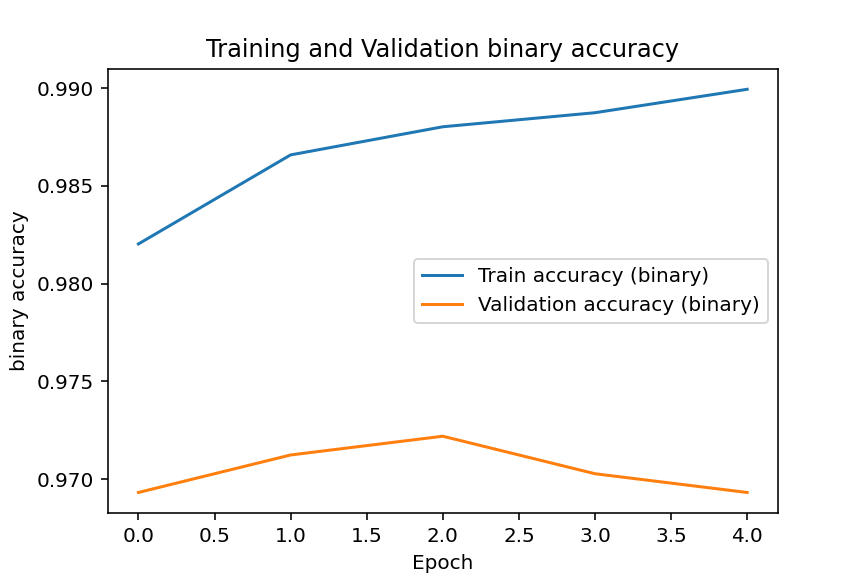 Training and Validation binary accuracy
0.990
0.985
0.980
0.975
0.970
binary accuracy
Train accuracy (binary)
Validation accuracy (binary)
0.0 0.5 1.0 1.5 2.0 2.5 3.0 3.5 4.0
Epoch